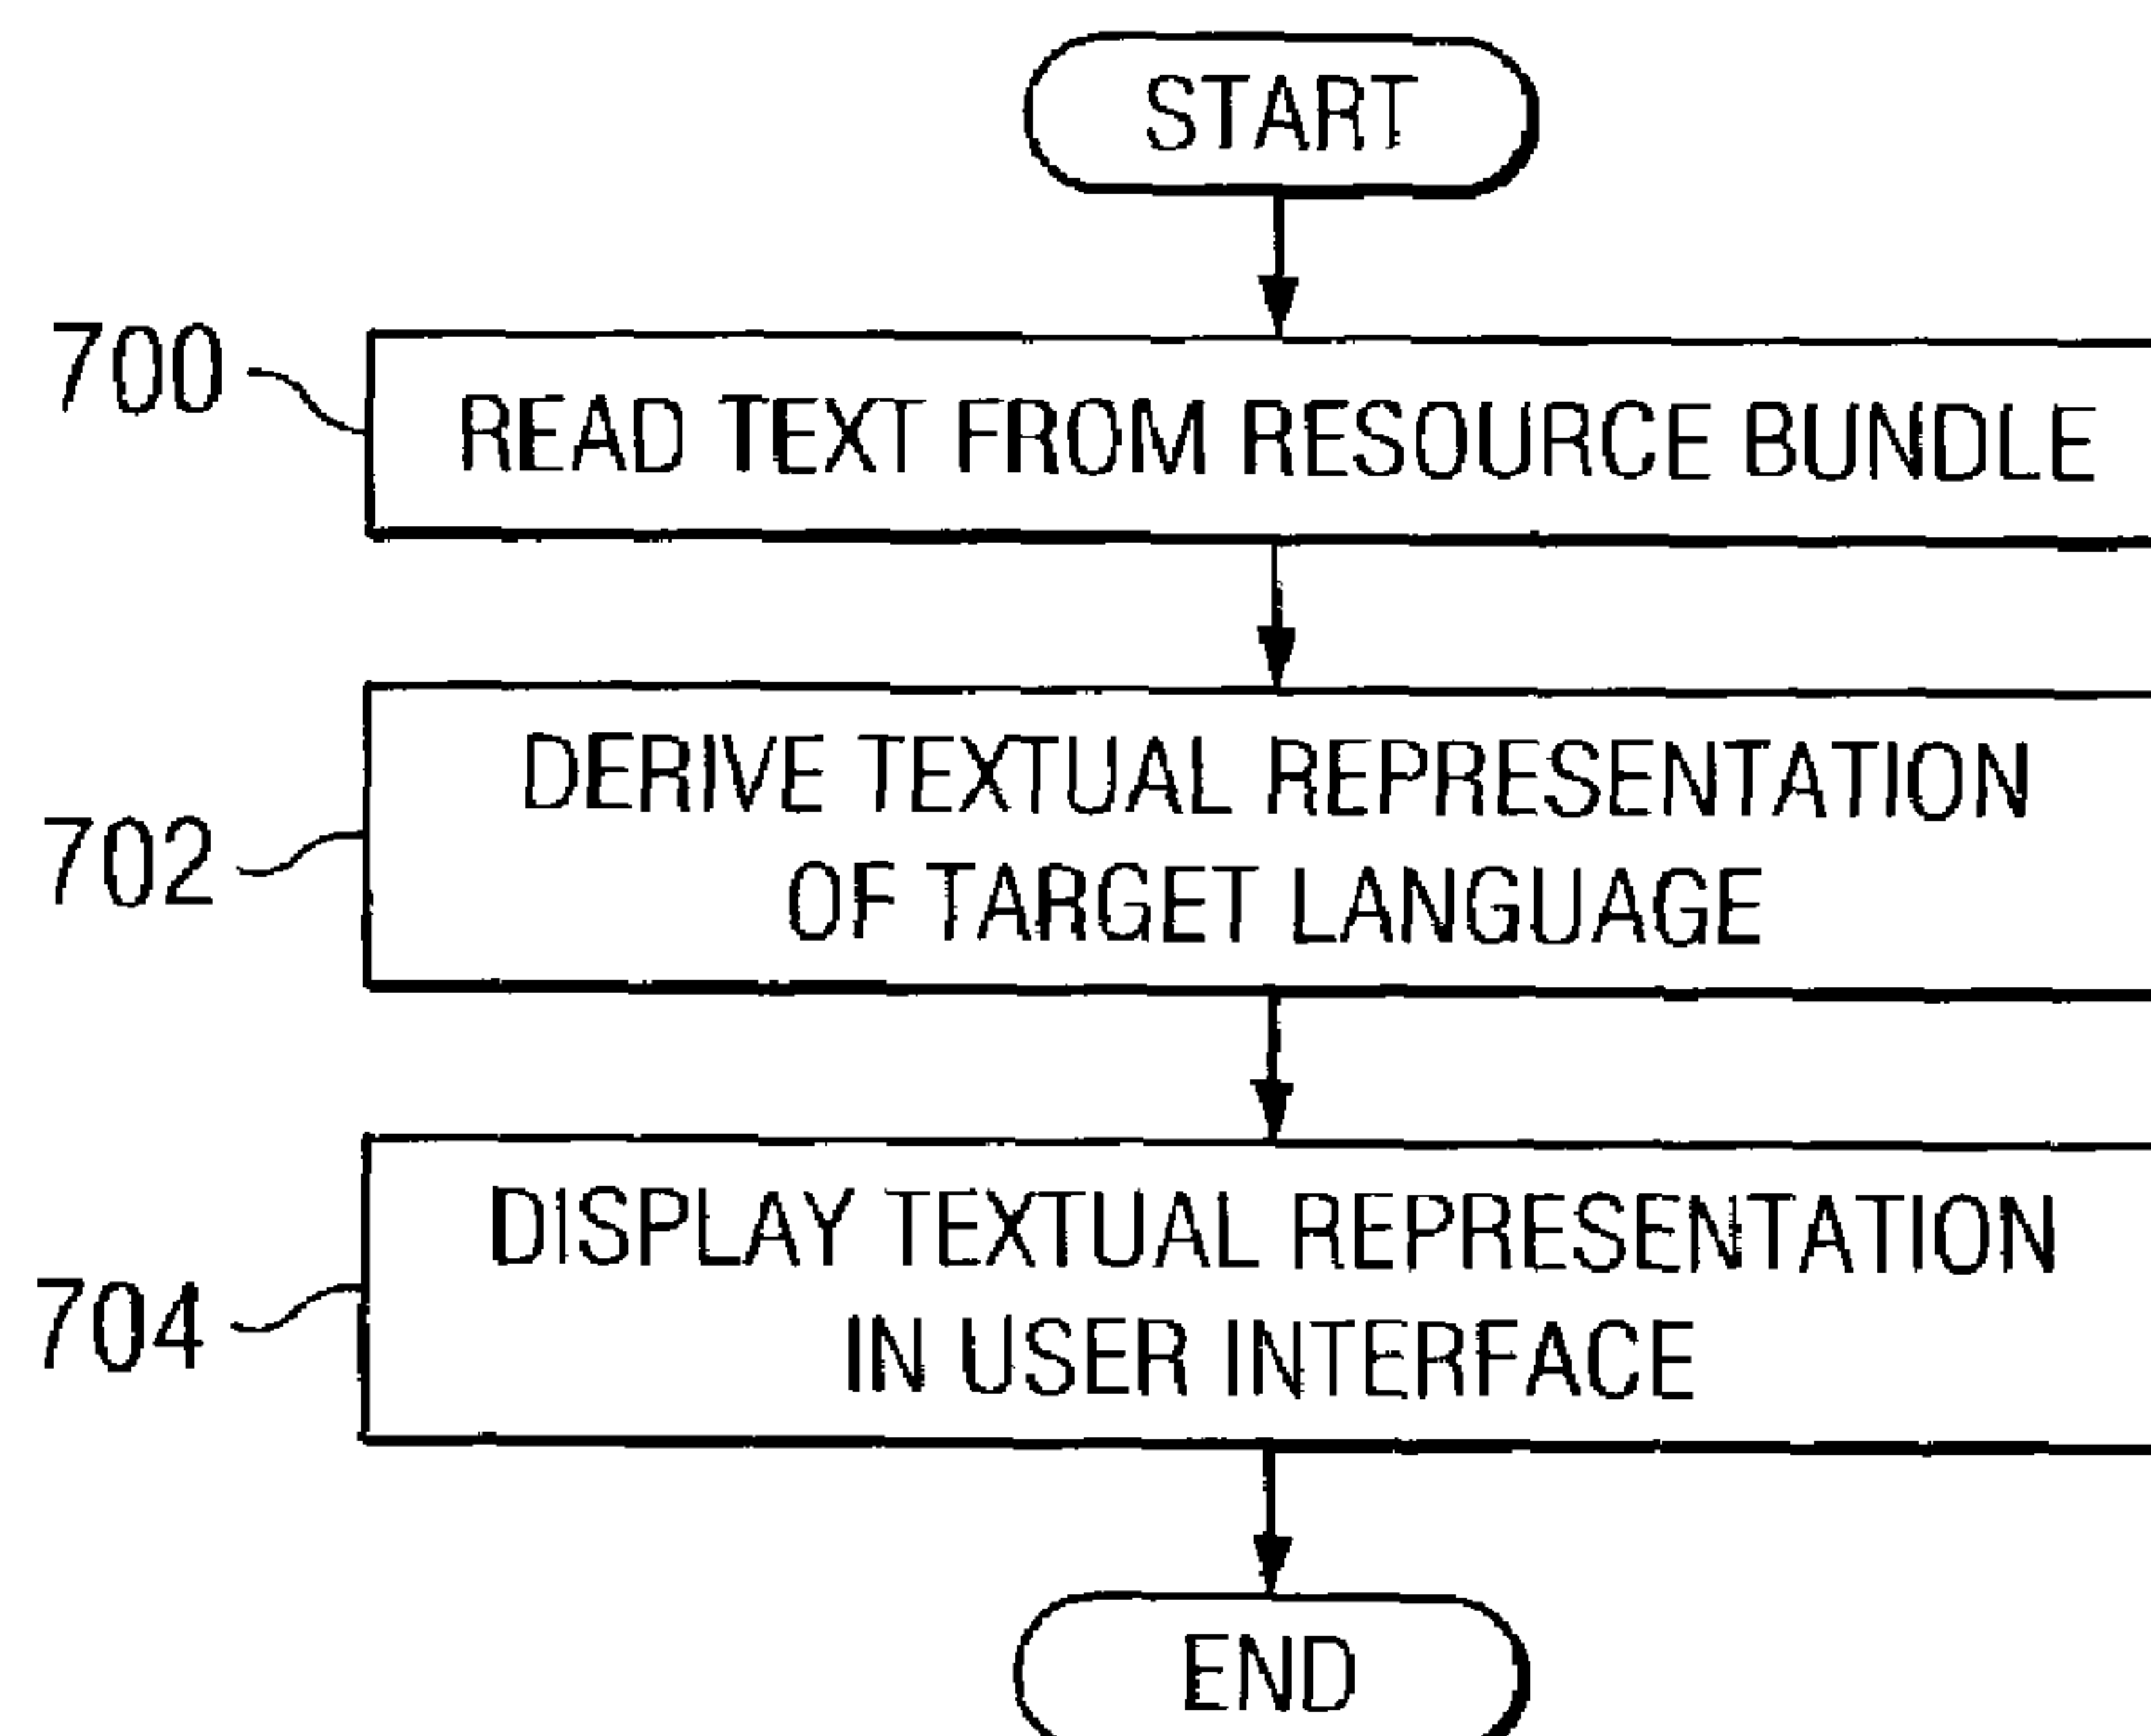 START
700
READ TEXT FROM RESOURCE BUNDLE
702
DERIVE TEXTUAL REPRESENTATION
OF TARGET LANGUAGE
704
DISPLAY TEXTUAL REPRESENTATION
IN USER INTERFACE
END